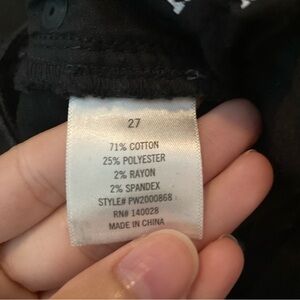 27
71% COTTON
25% POLYESTER
2% RAYON
2% SPANDEX
STYLE# PW2000868
RN# 140028
MADE IN CHINA